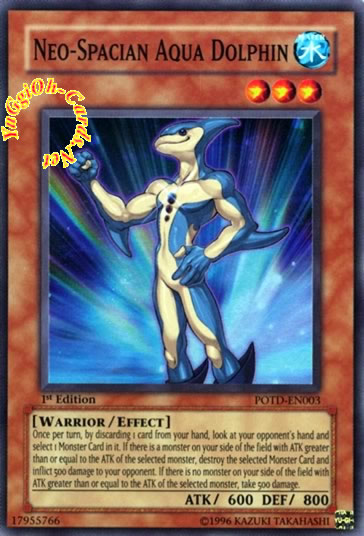 NEO-SPACIAN AQUA DOLPHIN
WATER
水
YuGgiOh-Cards.Net
1st Edition
POTD-EN003
[WARRIOR/EFFECT]
Once per turn, by discarding 1 card from your hand, look at your opponent's hand and
select 1 Monster Card in it. If there is a monster on your side of the field with ATK greater
than or equal to the ATK of the selected monster, destroy the selected Monster Card and
inflict 500 damage to your opponent. If there is no monster on your side of the field with
ATK greater than or equal to the ATK of the selected monster, take 500 damage.
ATK/ 600 DEF/ 800
17955766
©1996 KAZUKI TAKAHASHI